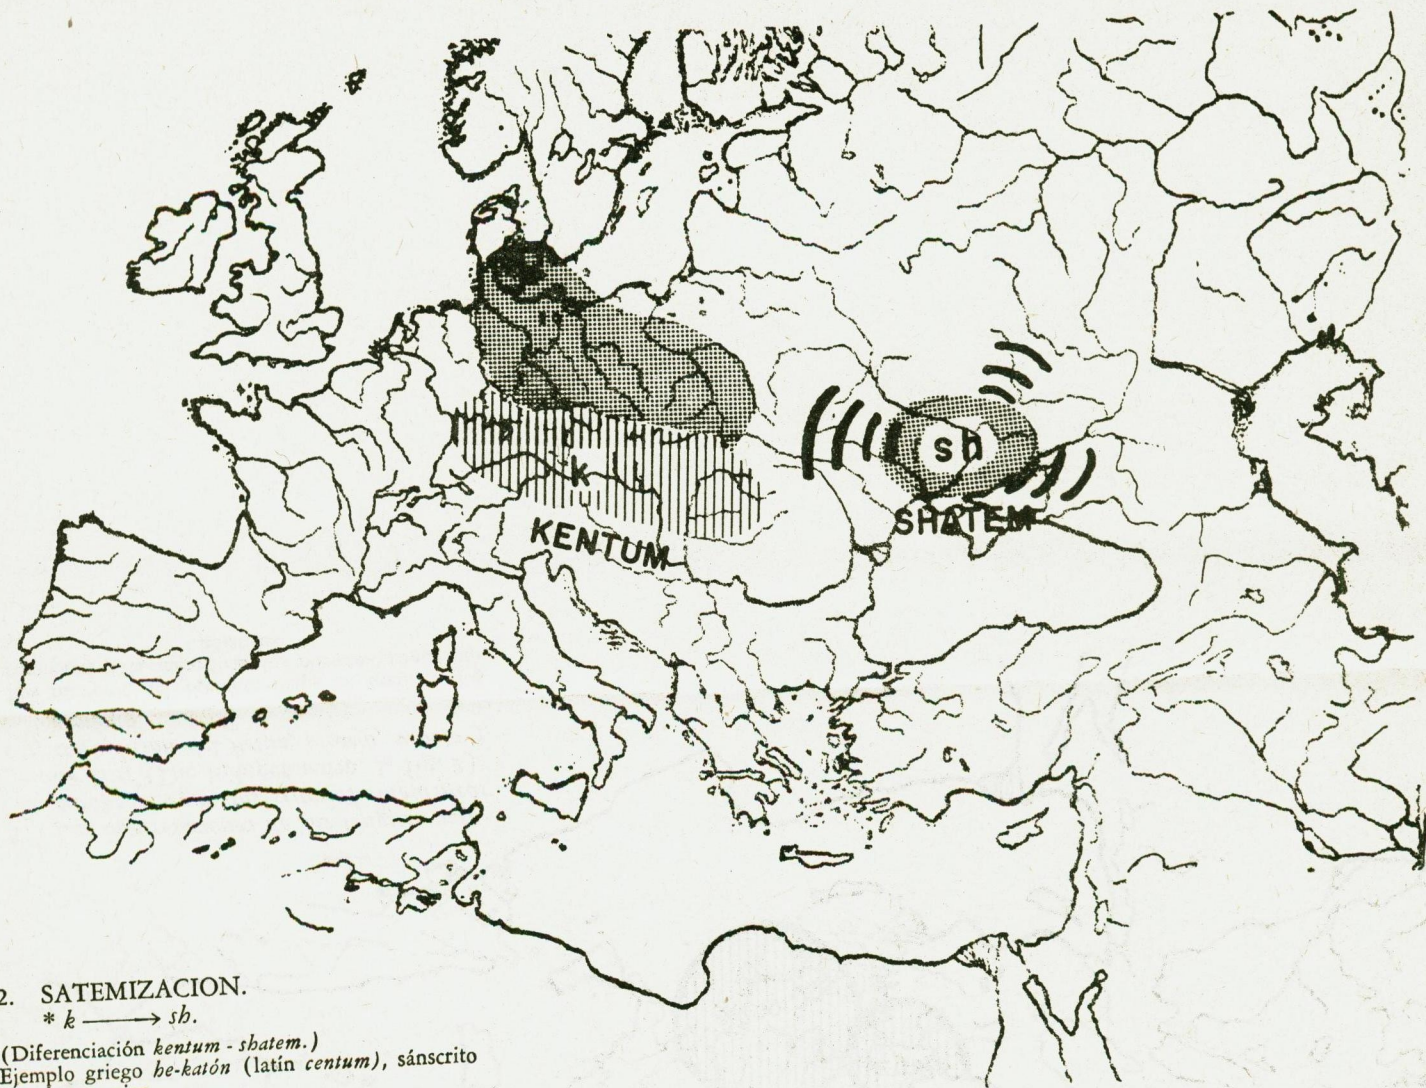 sh
SHATEM
k
KENTUM
2. SATEMIZACION.
* k ⟶ sh.
(Diferenciación kentum - shatem.)
Ejemplo griego he-katón (latín centum), sánscrito